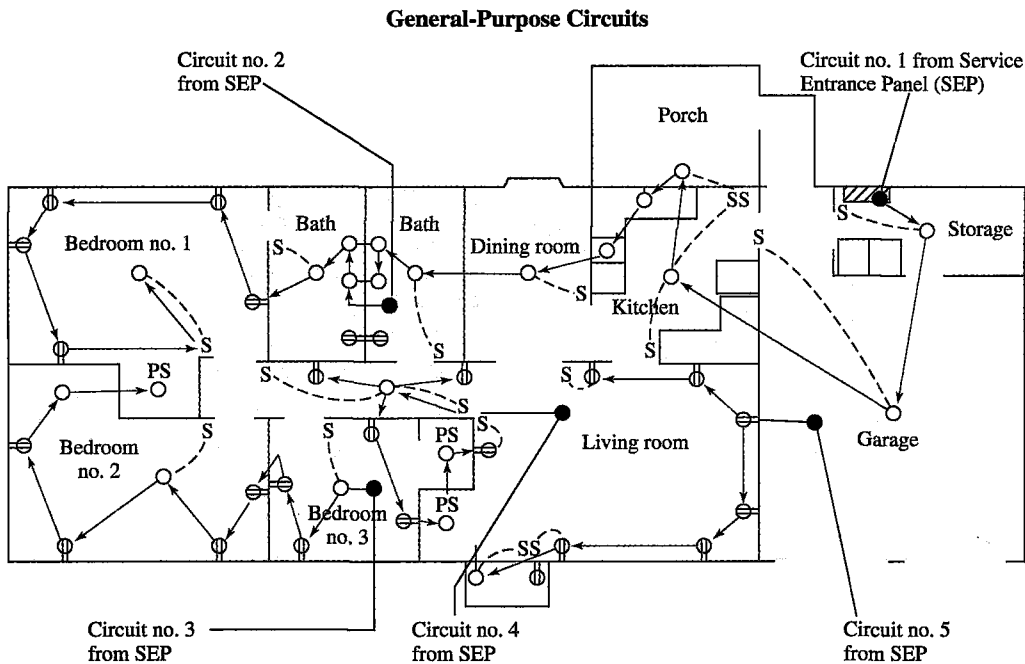 General-Purpose Circuits
Circuit no. 2
from SEP
Circuit no. 1 from Service
Entrance Panel (SEP)
Porch
SS
S
S
Storage
Bedroom no. 1
Bath
Bath
Dining room
S
S
Kitchen
S
S
S
PS
S
S
S
S
Garage
Bedroom
no. 2
S
S
PS
Living room
PS
Bedroom
no. 3
SS
Circuit no. 3
from SEP
Circuit no. 4
from SEP
Circuit no. 5
from SEP